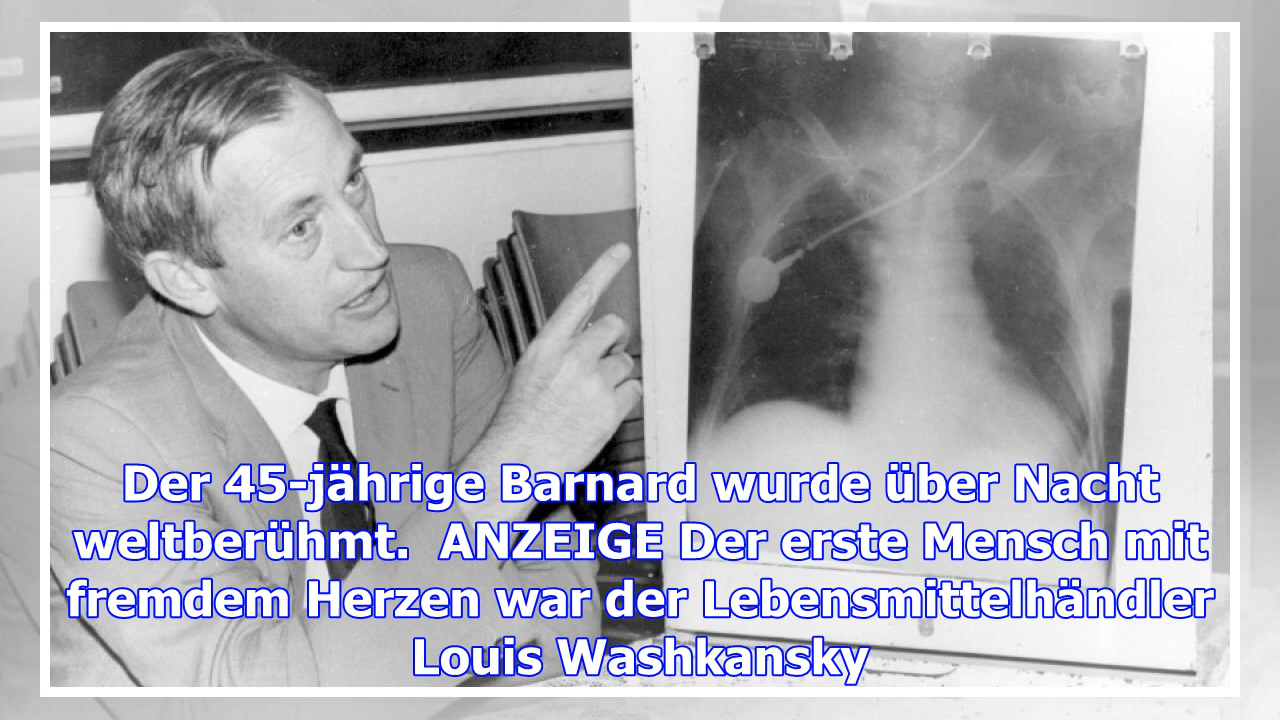 Der 45-jährige Barnard wurde über Nacht
weltberühmt.  ANZEIGE Der erste Mensch mit
fremdem Herzen war der Lebensmittelhändler
Louis Washkansky